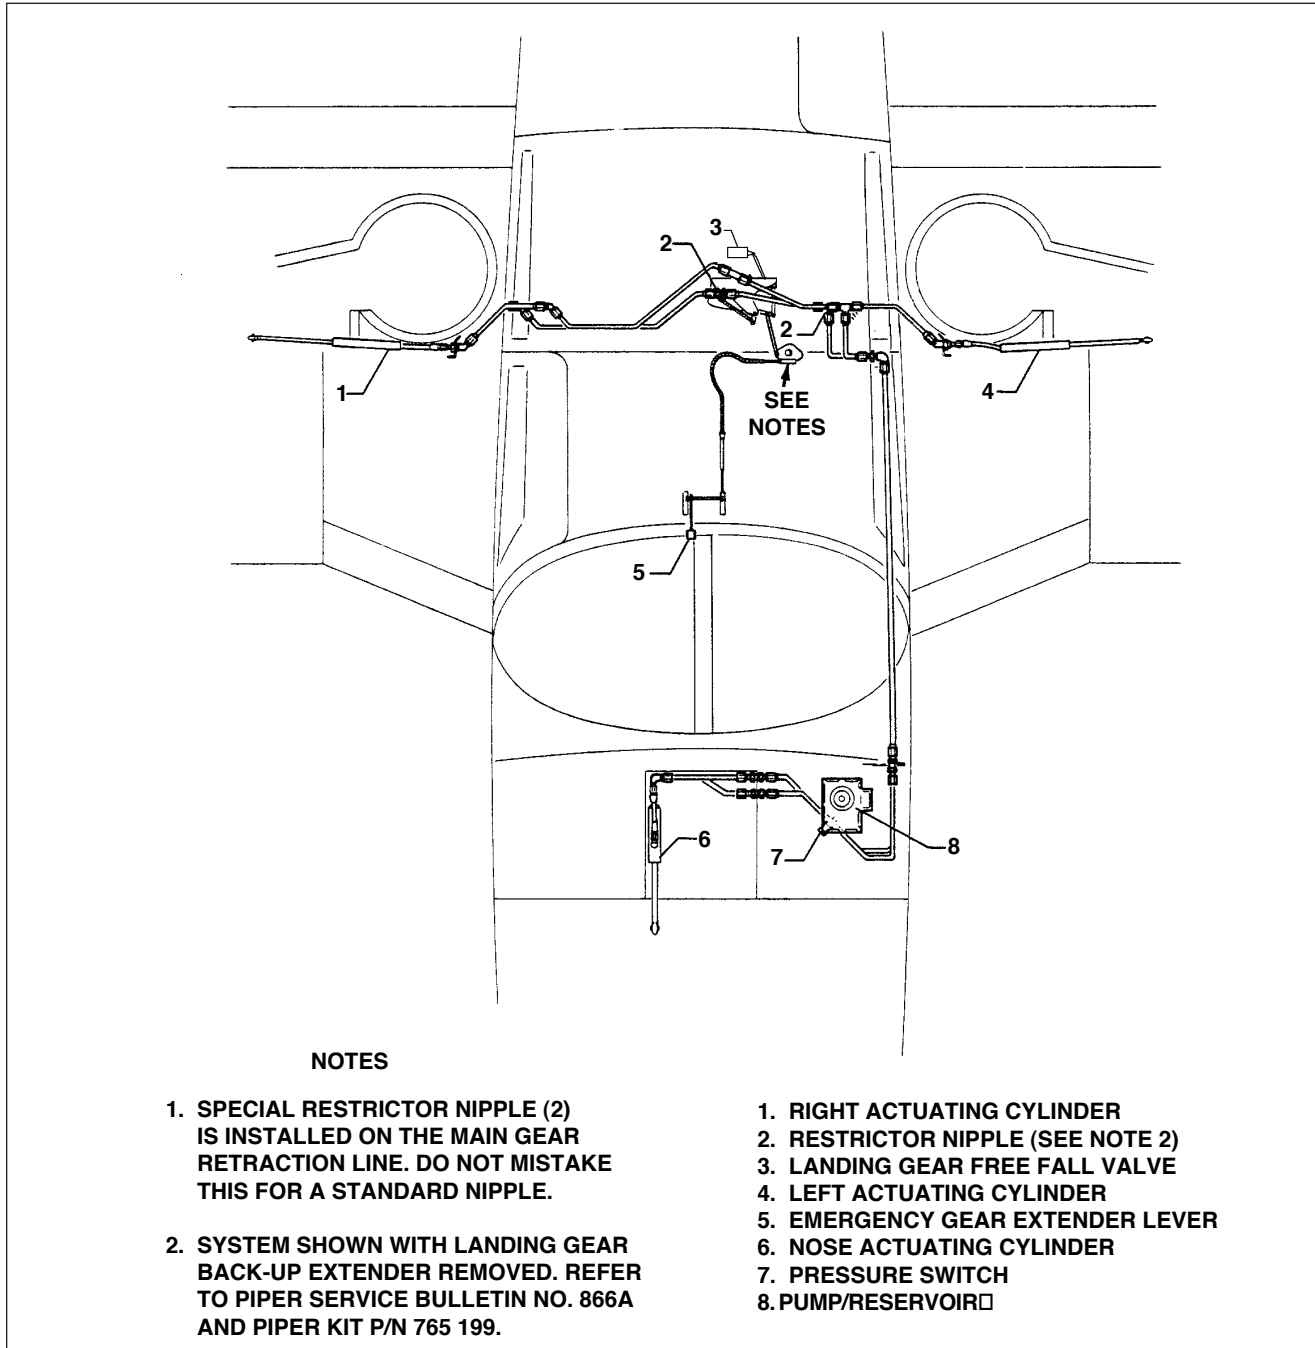 3
2
2
1
4
SEE
NOTES
5
6
7
8
NOTES
1. SPECIAL RESTRICTOR NIPPLE (2)
IS INSTALLED ON THE MAIN GEAR
RETRACTION LINE. DO NOT MISTAKE
THIS FOR A STANDARD NIPPLE.
2. SYSTEM SHOWN WITH LANDING GEAR
BACK-UP EXTENDER REMOVED. REFER
TO PIPER SERVICE BULLETIN NO. 866A
AND PIPER KIT P/N 765 199.
1. RIGHT ACTUATING CYLINDER
2. RESTRICTOR NIPPLE (SEE NOTE 2)
3. LANDING GEAR FREE FALL VALVE
4. LEFT ACTUATING CYLINDER
5. EMERGENCY GEAR EXTENDER LEVER
6. NOSE ACTUATING CYLINDER
7. PRESSURE SWITCH
8. PUMP/RESERVOIR□